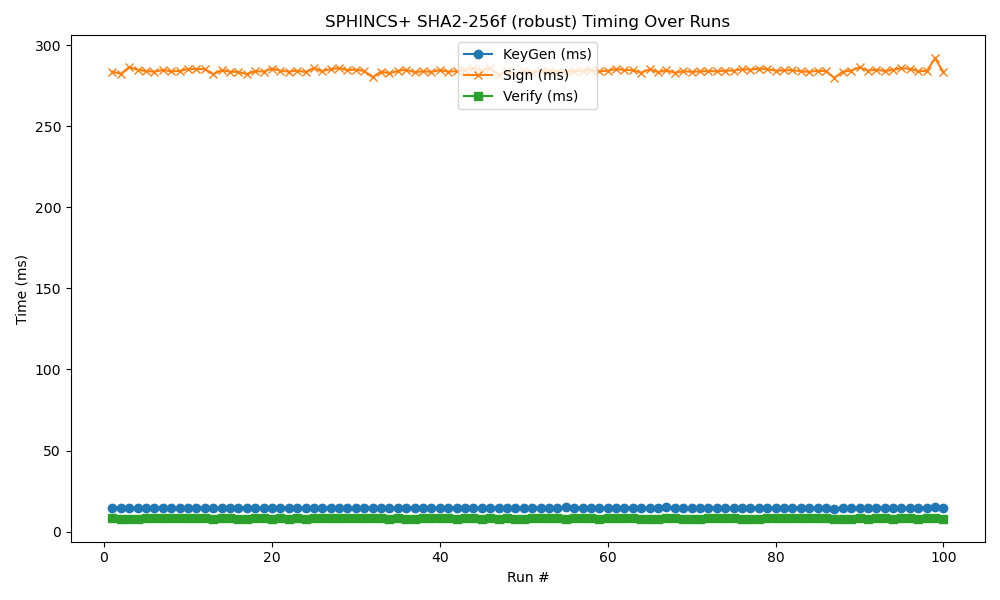 SPHINCS+ SHA2-256f (robust) Timing Over Runs
KeyGen (ms)
Sign (ms)
Verify (ms)
Time (ms)
300
250
200
150
100
50
0
0 20 40 60 80 100
Run #